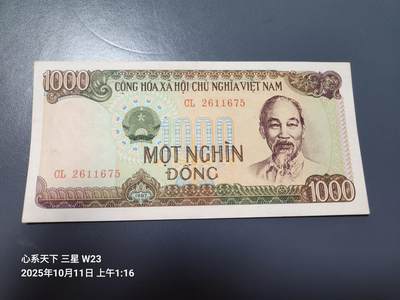 1000
CỘNG HÒA XÃ HỘI CHỦ NGHĨA VIỆT NAM
CL 2611675
1000
CL 2611675
MỘT NGHÌN
ĐỒNG
1000
心系天下 三星 W23
2025年10月11日 上午1:16